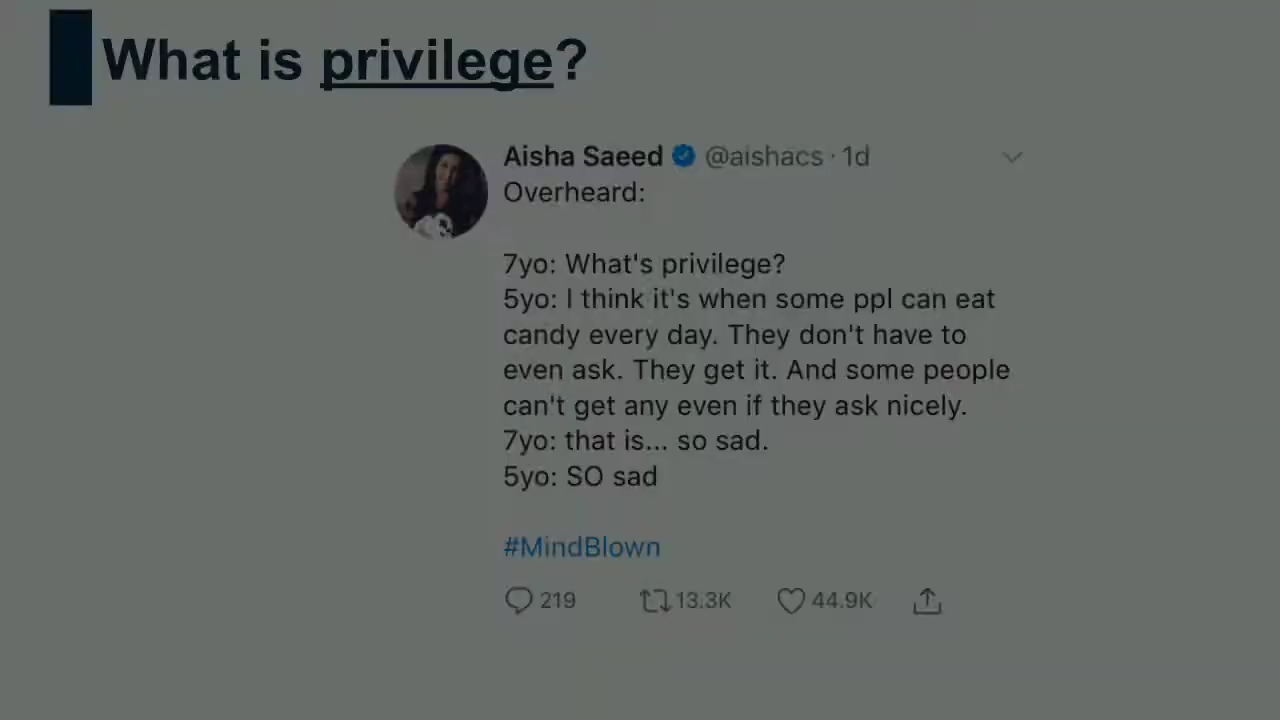 What is privilege?
Aisha Saeed @aishacs · 1d
Overheard:
7yo: What's privilege?
5yo: I think it's when some ppl can eat
candy every day. They don't have to
even ask. They get it. And some people
can't get any even if they ask nicely.
7yo: that is... so sad.
5yo: SO sad
#MindBlown
219 13.3K 44.9K